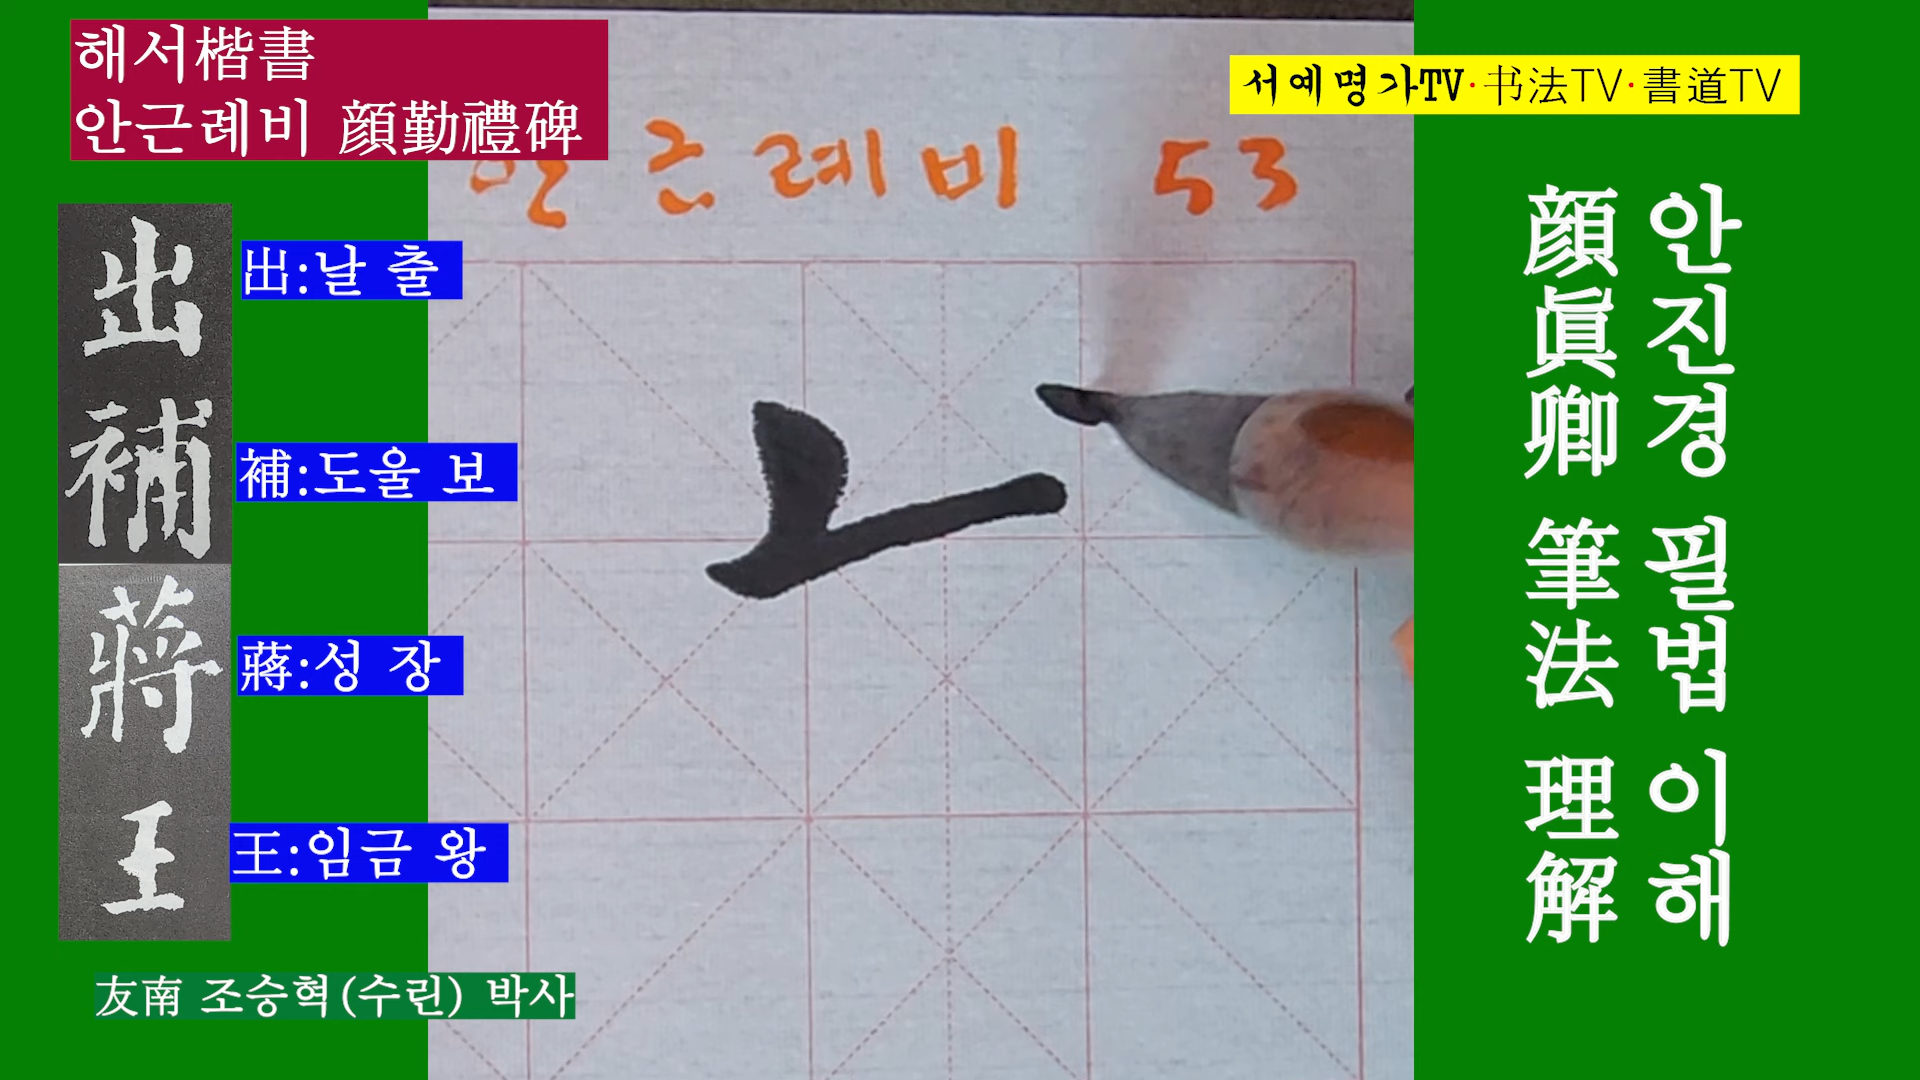 해서楷書
안근례비 顔勤禮碑
서예명가TV·书法TV·書道TV
안근례비 53
出
補
蔣
王
出:날 출
補:도울 보
蔣:성 장
王:임금 왕
안진경 필법 이해
顔眞卿 筆法 理解
友南 조승혁(수린) 박사